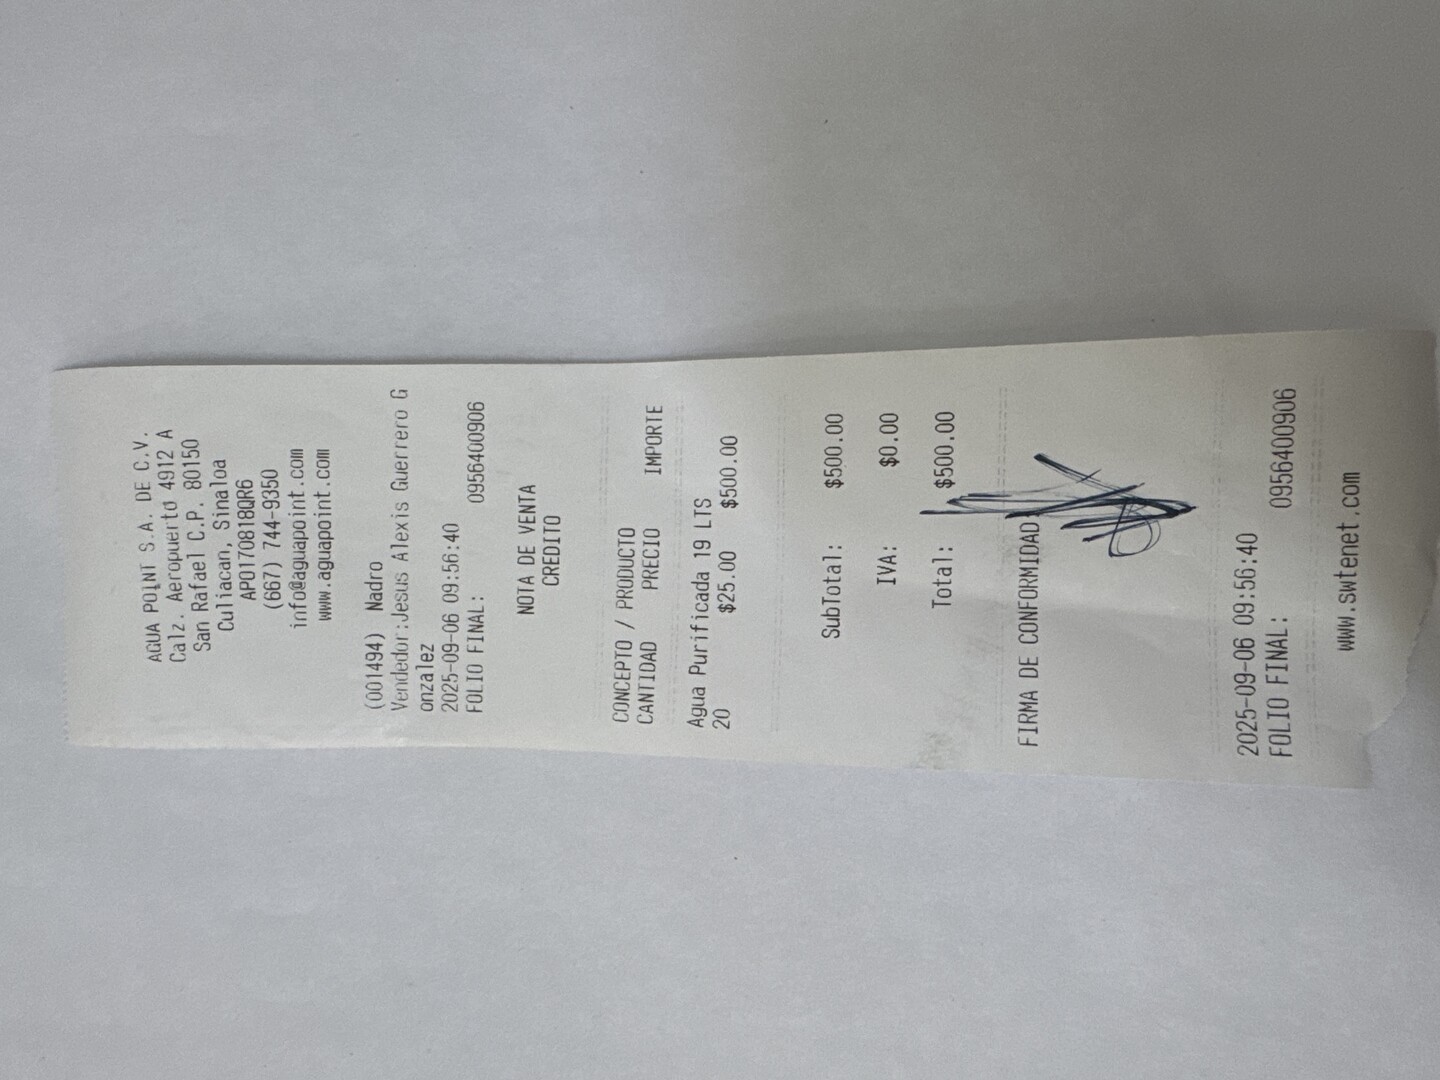 AGUA POINT S.A. DE C.V.
Calz. Aeropuerto 4912 A
San Rafael C.P. 80150
Culiacan, Sinaloa
APO170818QR6
(667) 744-9350
info@aguapoint.com
www.aguapoint.com
(001494) Nadro
Vendedor:Jesus Alexis Guerrero G
onzalez
2025-09-06 09:56:40
FOLIO FINAL: 0956400906
NOTA DE VENTA
CREDITO
CONCEPTO / PRODUCTO
CANTIDAD PRECIO IMPORTE
Agua Purificada 19 LTS
20 $25.00 $500.00
SubTotal: $500.00
IVA: $0.00
Total: $500.00
FIRMA DE CONFORMIDAD
2025-09-06 09:56:40
FOLIO FINAL: 0956400906
www.swtenet.com